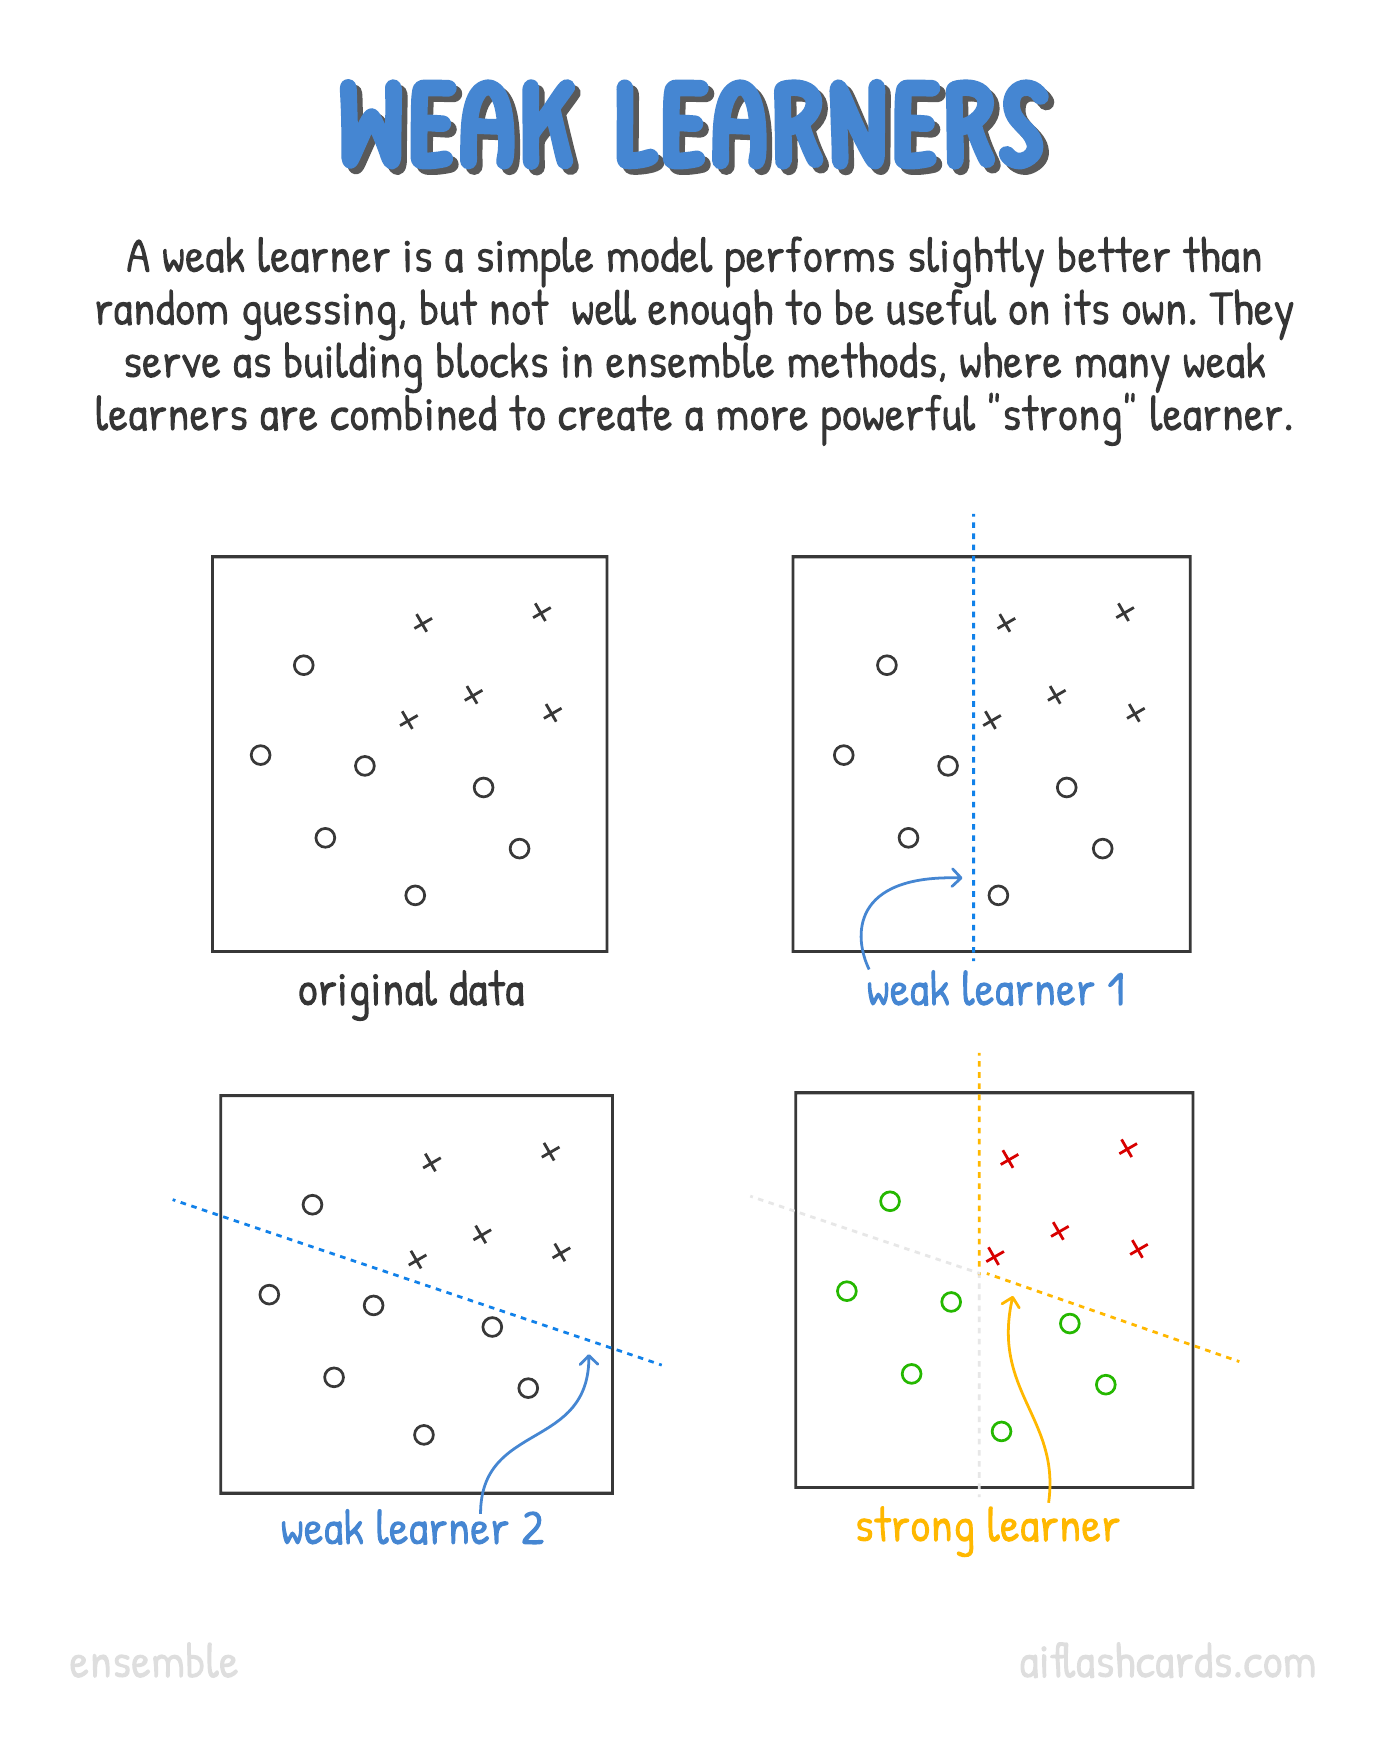 WEAK LEARNERS
A weak learner is a simple model performs slightly better than
random guessing, but not well enough to be useful on its own. They
serve as building blocks in ensemble methods, where many weak
learners are combined to create a more powerful "strong" learner.
original data
weak learner 1
weak learner 2
strong learner
ensemble
aiflashcards.com